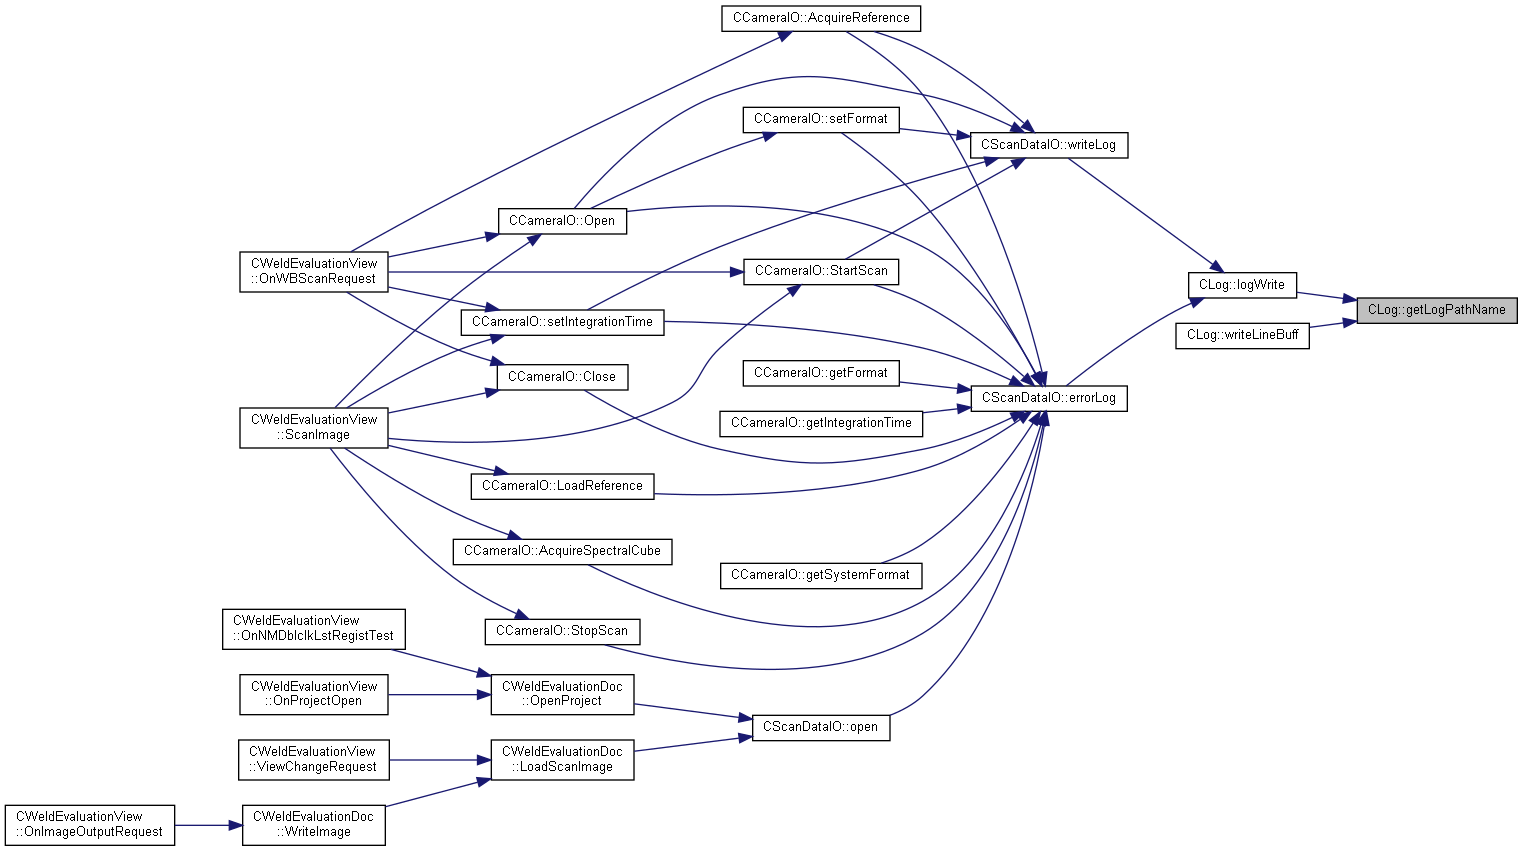 CCameraIO::AcquireReference
CCameraIO::setFormat
CScanDataIO::writeLog
CCameraIO::Open
CWeldEvaluationView
::OnWBScanRequest
CCameraIO::StartScan
CLog::logWrite
CLog::getLogPathName
CCameraIO::setIntegrationTime
CLog::writeLineBuff
CCameraIO::getFormat
CCameraIO::Close
CScanDataIO::errorLog
CWeldEvaluationView
::ScanImage
CCameraIO::getIntegrationTime
CCameraIO::LoadReference
CCameraIO::AcquireSpectralCube
CCameraIO::getSystemFormat
CWeldEvaluationView
::OnNMDblclkLstRegistTest
CCameraIO::StopScan
CWeldEvaluationView
::OnProjectOpen
CWeldEvaluationDoc
::OpenProject
CScanDataIO::open
CWeldEvaluationView
::ViewChangeRequest
CWeldEvaluationDoc
::LoadScanImage
CWeldEvaluationView
::OnImageOutputRequest
CWeldEvaluationDoc
::WriteImage